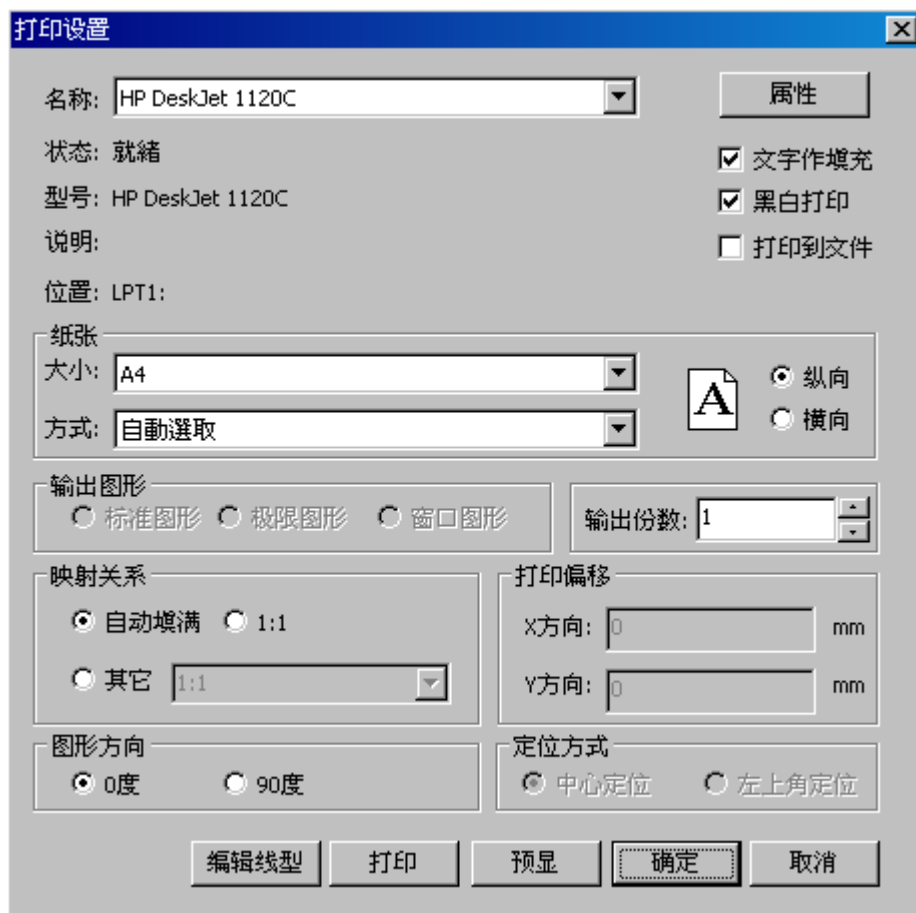 打印设置
名称: HP DeskJet 1120C 属性
状态: 就緒 文字作填充
型号: HP DeskJet 1120C 黑白打印
说明: 打印到文件
位置: LPT1:
纸张
大小: A4 A 纵向
方式: 自動選取 横向
输出图形
标准图形 极限图形 窗口图形 输出份数: 1
映射关系 打印偏移
自动填满 1:1 X方向: 0 mm
其它 1:1 Y方向: 0 mm
图形方向 定位方式
0度 90度 中心定位 左上角定位
编辑线型 打印 预显 确定 取消